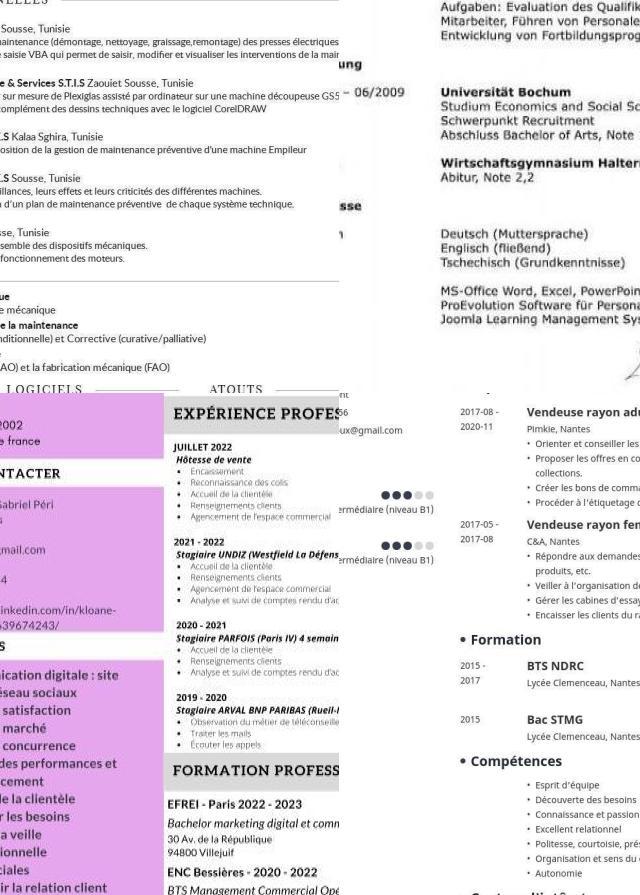 Sousse, Tunisie
maintenance (démontage, nettoyage, graissage,remontage) des presses électriques
e saisie VBA qui permet de saisir, modifier et visualiser les interventions de la main
e & Services S.T.I.S Zaouiet Sousse, Tunisie
sur mesure de Plexiglas assisté par ordinateur sur une machine découpeuse GS5
complément des dessins techniques avec le logiciel CorelDRAW
.S Kalaa Sghira, Tunisie
osition de la gestion de maintenance préventive d'une machine Empileur
.S Sousse, Tunisie
illances, leurs effets et leurs criticités des différentes machines.
n d'un plan de maintenance préventive de chaque système technique.
sse, Tunisie
semble des dispositifs mécaniques.
fonctionnement des moteurs.
ue
e mécanique
e la maintenance
nditionnelle) et Corrective (curative/palliative)
AO) et la fabrication mécanique (FAO)
LOGICIELS ATOUTS
Aufgaben: Evaluation des Qualifik
Mitarbeiter, Führen von Personale
Entwicklung von Fortbildungsprog
ung
– 06/2009
Universität Bochum
Studium Economics and Social Sc
Schwerpunkt Recruitment
Abschluss Bachelor of Arts, Note
Wirtschaftsgymnasium Haltern
Abitur, Note 2,2
sse
Deutsch (Muttersprache)
Englisch (fließend)
Tschechisch (Grundkenntnisse)
MS-Office Word, Excel, PowerPoin
ProEvolution Software für Persona
Joomla Learning Management Sys
2002
e france
NTACTER
Gabriel Péri
s
gmail.com
4
inkedin.com/in/kloane-
639674243/
S
nication digitale : site
éseau sociaux
satisfaction
marché
concurrence
des performances et
cement
de la clientèle
r les besoins
a veille
ionnelle
ciales
ir la relation client
EXPÉRIENCE PROFES
JUILLET 2022
Hôtesse de vente
• Encaissement
• Reconnaissance des colis
• Accueil de la clientèle
• Renseignements clients
• Agencement de l'espace commercial
2021 - 2022
Stagiaire UNDIZ (Westfield La Défens
• Accueil de la clientèle
• Renseignements clients
• Agencement de l'espace commercial
• Analyse et suivi de comptes rendu d'ac
2020 - 2021
Stagiaire PARFOIS (Paris IV) 4 semain
• Accueil de la clientèle
• Renseignements clients
• Analyse et suivi de comptes rendu d'ac
2019 - 2020
Stagiaire ARVAL BNP PARIBAS (Rueil-M
• Observation du métier de téléconseille
• Traiter les mails
• Écouter les appels
FORMATION PROFESS
EFREI - Paris 2022 - 2023
Bachelor marketing digital et comm
30 Av. de la République
94800 Villejuif
ENC Bessières - 2020 - 2022
BTS Management Commercial Opé
nt
56
oux@gmail.com
ermédiaire (niveau B1)
ermédiaire (niveau B1)
2017-08 -
2020-11
Vendeuse rayon adu
Pimkie, Nantes
• Orienter et conseiller les
• Proposer les offres en co
collections.
• Créer les bons de comma
• Procéder à l'étiquetage d
2017-05 -
2017-08
Vendeuse rayon fem
C&A, Nantes
• Répondre aux demandes
produits, etc.
• Veiller à l'organisation de
• Gérer les cabines d'essay
• Encaisser les clients du ra
• Formation
2015 -
2017
BTS NDRC
Lycée Clemenceau, Nantes
2015
Bac STMG
Lycée Clemenceau, Nantes
• Compétences
• Esprit d'équipe
• Découverte des besoins
• Connaissance et passion
• Excellent relationnel
• Politesse, courtoisie, prés
• Organisation et sens du d
• Autonomie